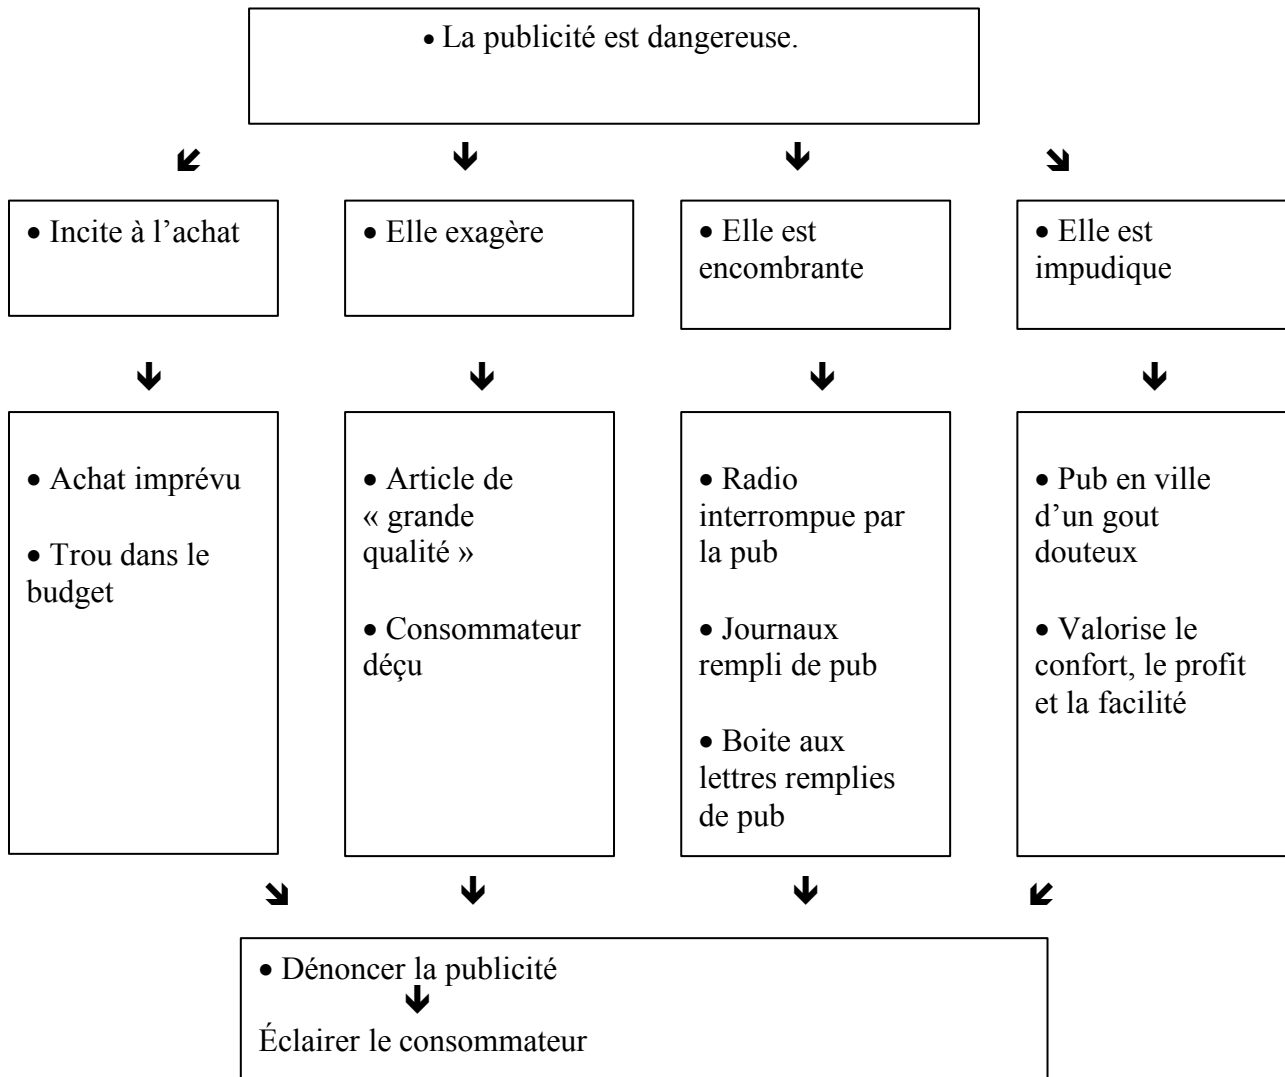 • La publicité est dangereuse.
• Incite à l’achat
• Elle exagère
• Elle est
encombrante
• Elle est
impudique
• Achat imprévu
• Trou dans le
budget
• Article de
« grande
qualité »
• Consommateur
déçu
• Radio
interrompue par
la pub
• Journaux
rempli de pub
• Boite aux
lettres remplies
de pub
• Pub en ville
d’un gout
douteux
• Valorise le
confort, le profit
et la facilité
• Dénoncer la publicité
Éclairer le consommateur